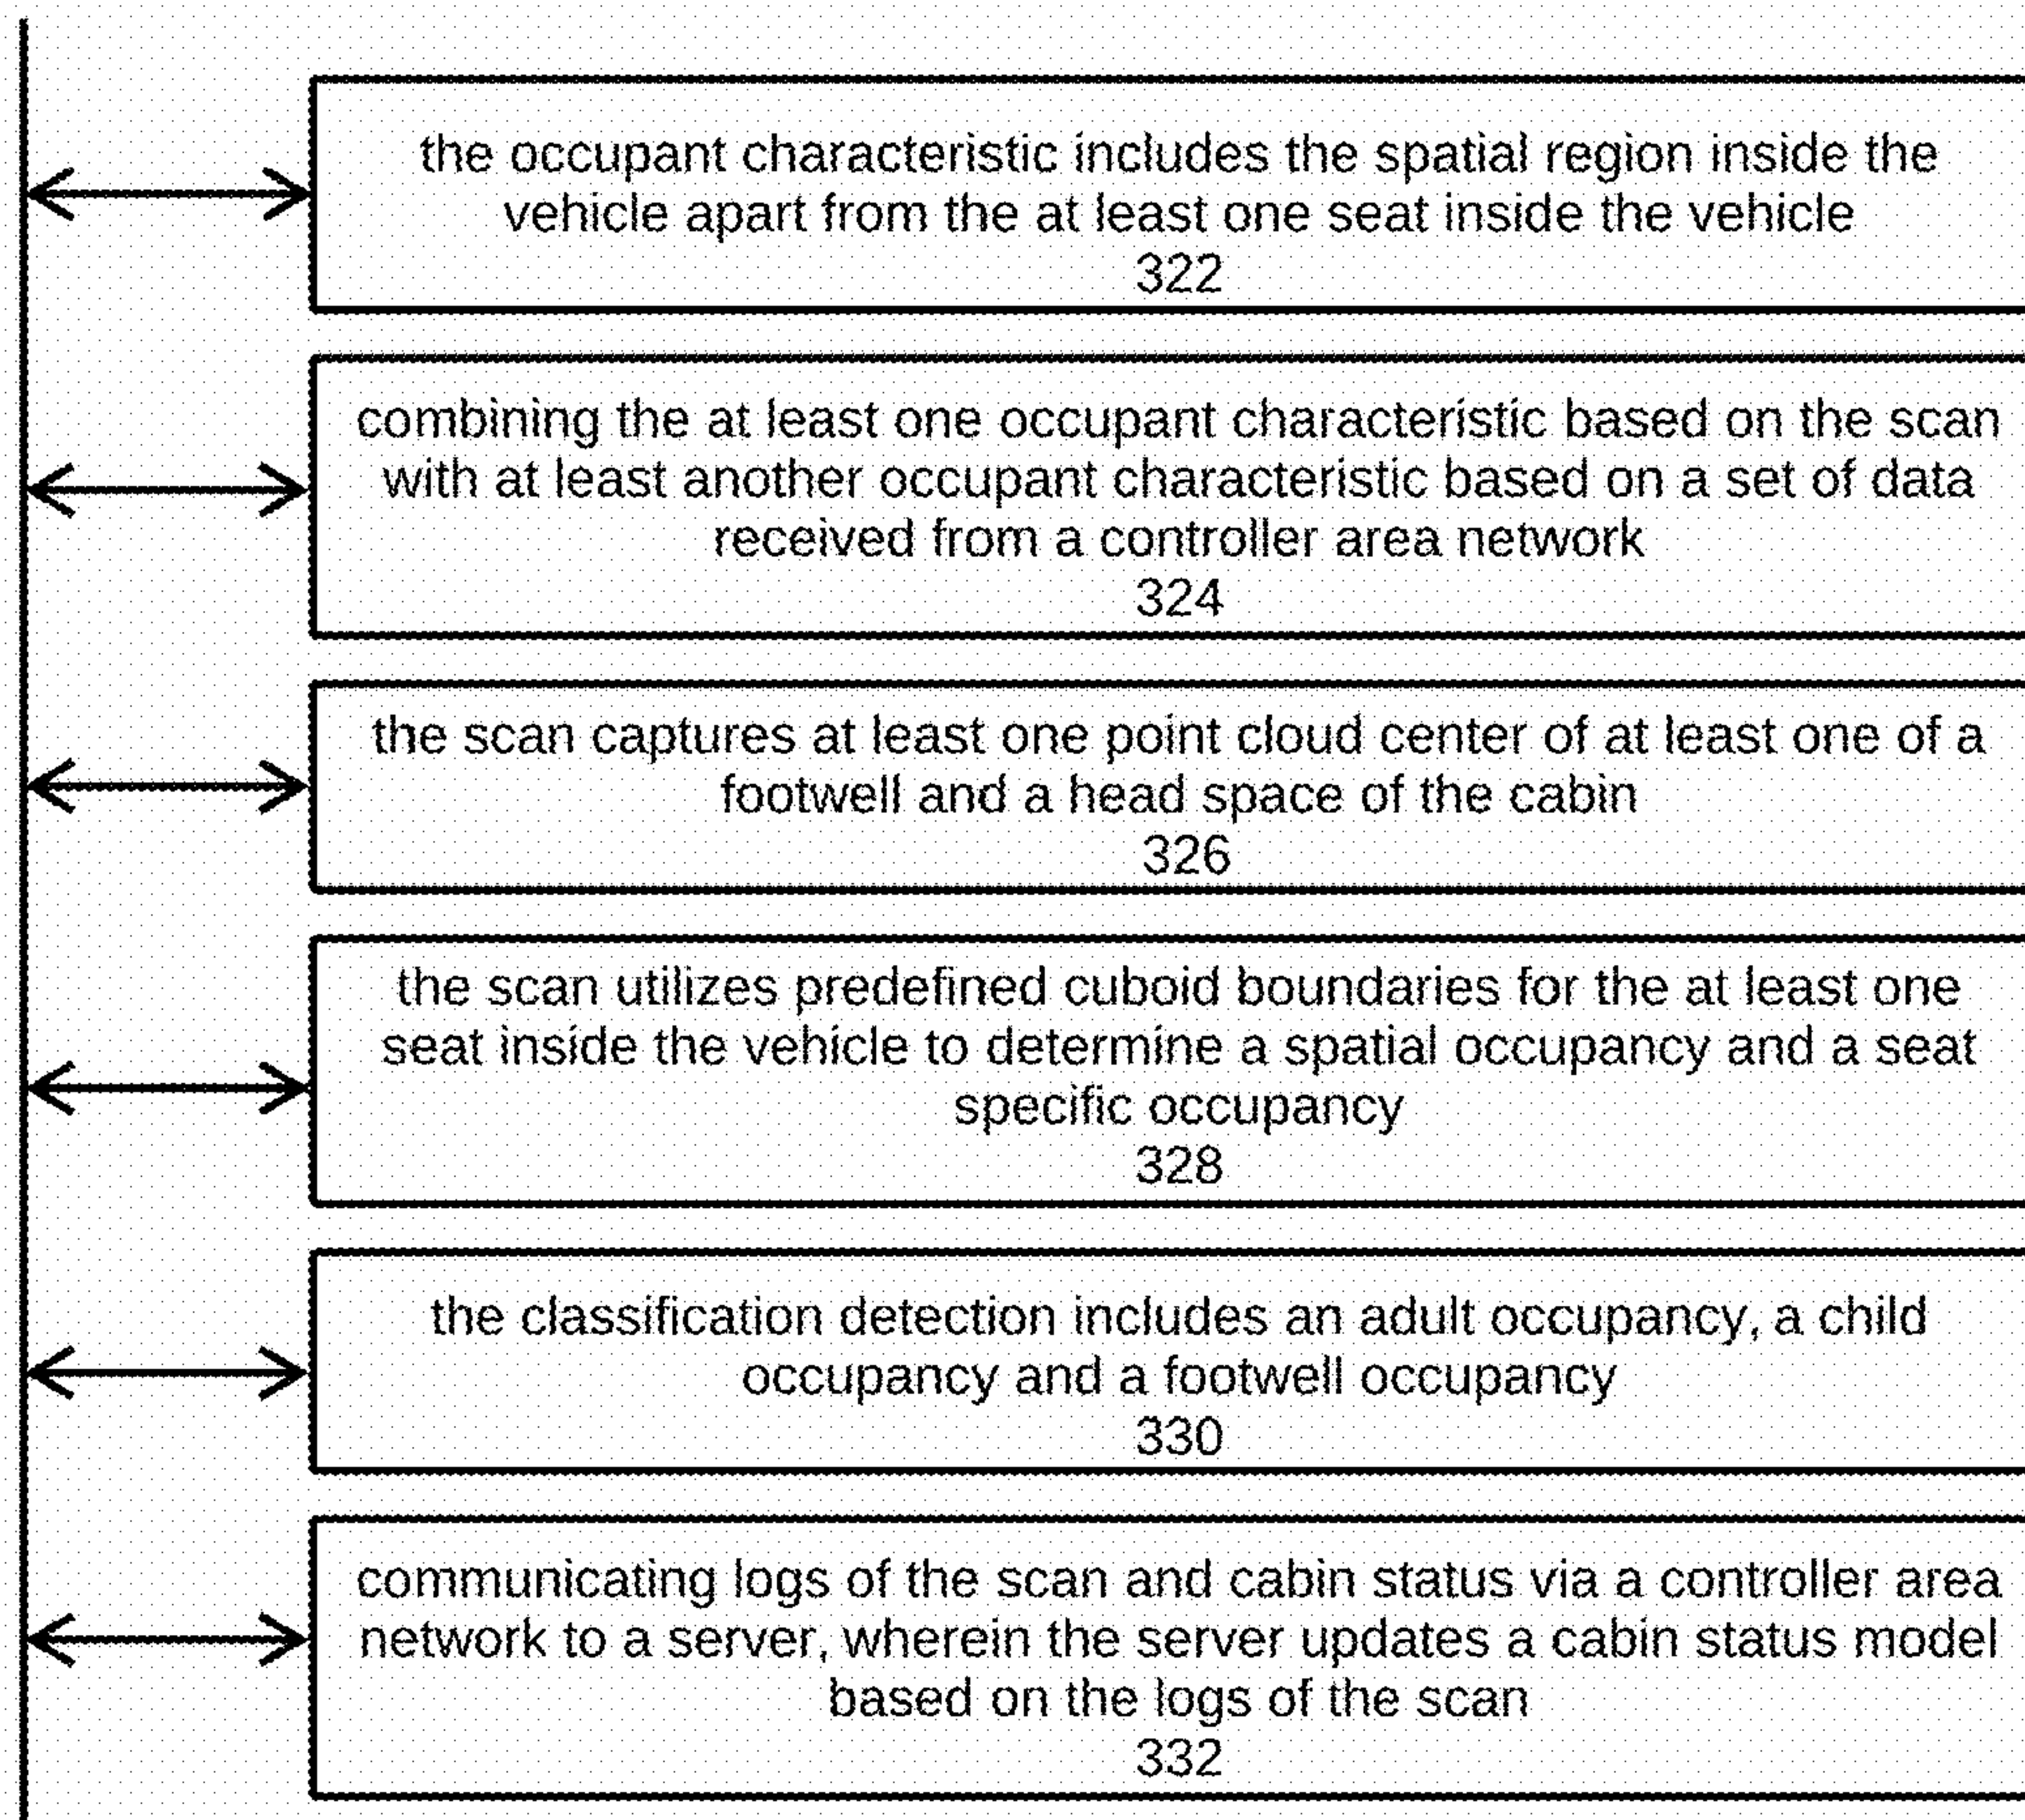 the occupant characteristic includes the spatial region inside the
vehicle apart from the at least one seat inside the vehicle
322
combining the at least one occupant characteristic based on the scan
with at least another occupant characteristic based on a set of data
received from a controller area network
324
the scan captures at least one point cloud center of at least one of a
footwell and a head space of the cabin
326
the scan utilizes predefined cuboid boundaries for the at least one
seat inside the vehicle to determine a spatial occupancy and a seat
specific occupancy
328
the classification detection includes an adult occupancy, a child
occupancy and a footwell occupancy
330
communicating logs of the scan and cabin status via a controller area
network to a server, wherein the server updates a cabin status model
based on the logs of the scan
332